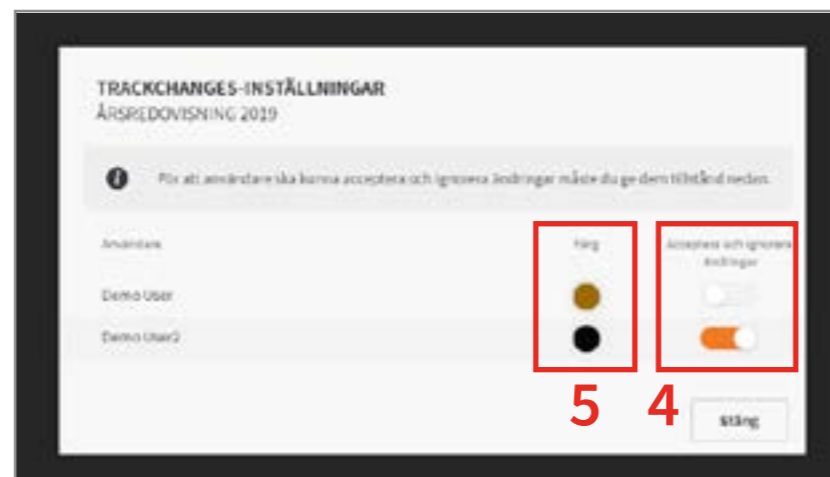 TRACKCHANGES-INSTÄLLNINGAR
ÅRSREDOVISNING 2019
För att användare ska kunna acceptera och ignorera ändringar måste du ge dem tillstånd nedan.
Användare Färg Acceptera och ignorera
ändringar
Demo User
Demo User2
5 4
Stäng